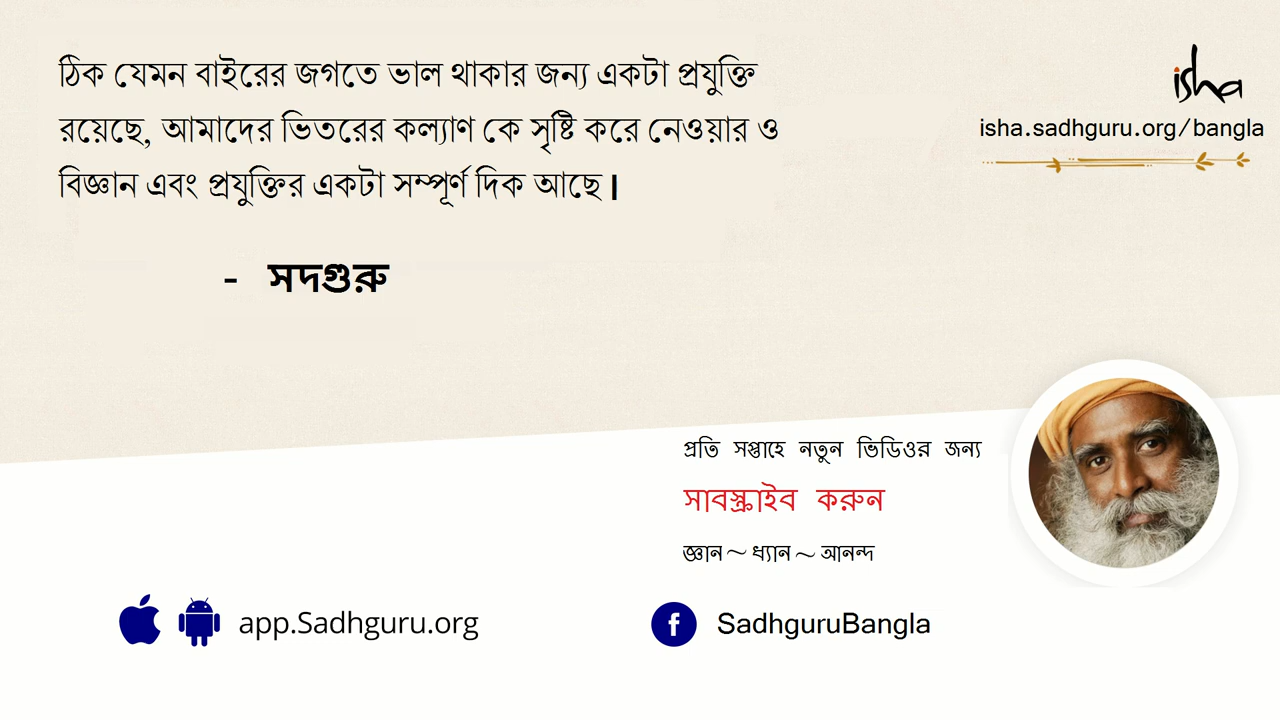 ঠিক যেমন বাইরের জগতে ভাল থাকার জন্য একটা প্রযুক্তি
রয়েছে, আমাদের ভিতরের কল্যাণ কে সৃষ্টি করে নেওয়ার ও
বিজ্ঞান এবং প্রযুক্তির একটা সম্পূর্ণ দিক আছে।
- সদগুরু
isha
isha.sadhguru.org/bangla
প্রতি সপ্তাহে নতুন ভিডিওর জন্য
সাবস্ক্রাইব করুন
জ্ঞান ~ ধ্যান ~ আনন্দ
app.Sadhguru.org
f SadhguruBangla